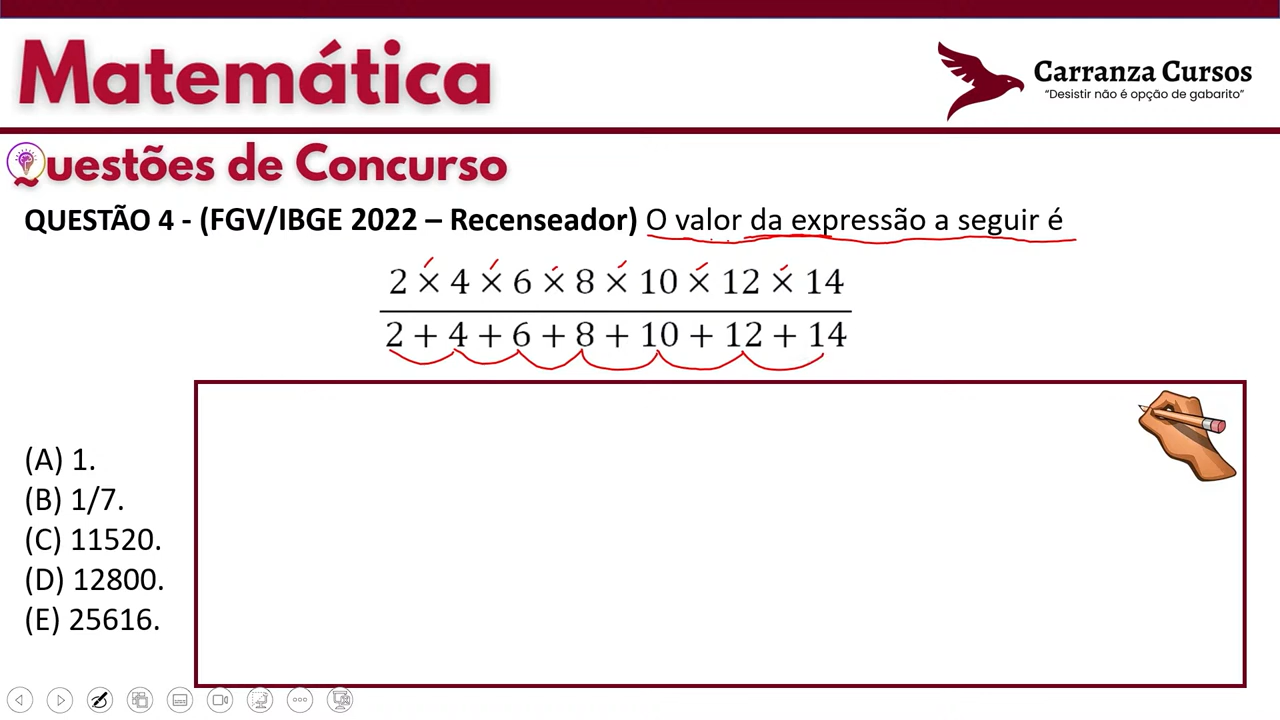 Matemática
Carranza Cursos
“Desistir não é opção de gabarito”
Questões de Concurso
QUESTÃO 4 - (FGV/IBGE 2022 – Recenseador) O valor da expressão a seguir é
2 × 4 × 6 × 8 × 10 × 12 × 14
2 + 4 + 6 + 8 + 10 + 12 + 14
(A) 1.
(B) 1/7.
(C) 11520.
(D) 12800.
(E) 25616.